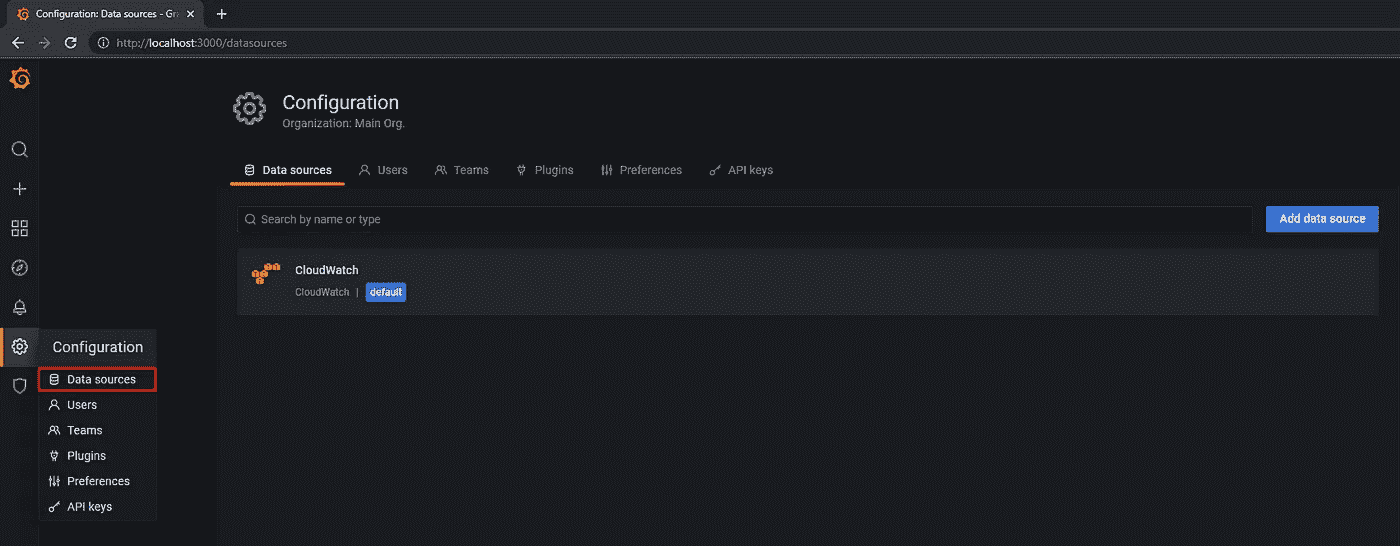 Configuration: Data sources - Gra
http://localhost:3000/datasources
Configuration
Organization: Main Org.
Data sources Users Teams Plugins Preferences API keys
Search by name or type Add data source
CloudWatch
CloudWatch | default
Configuration
Data sources
Users
Teams
Plugins
Preferences
API keys